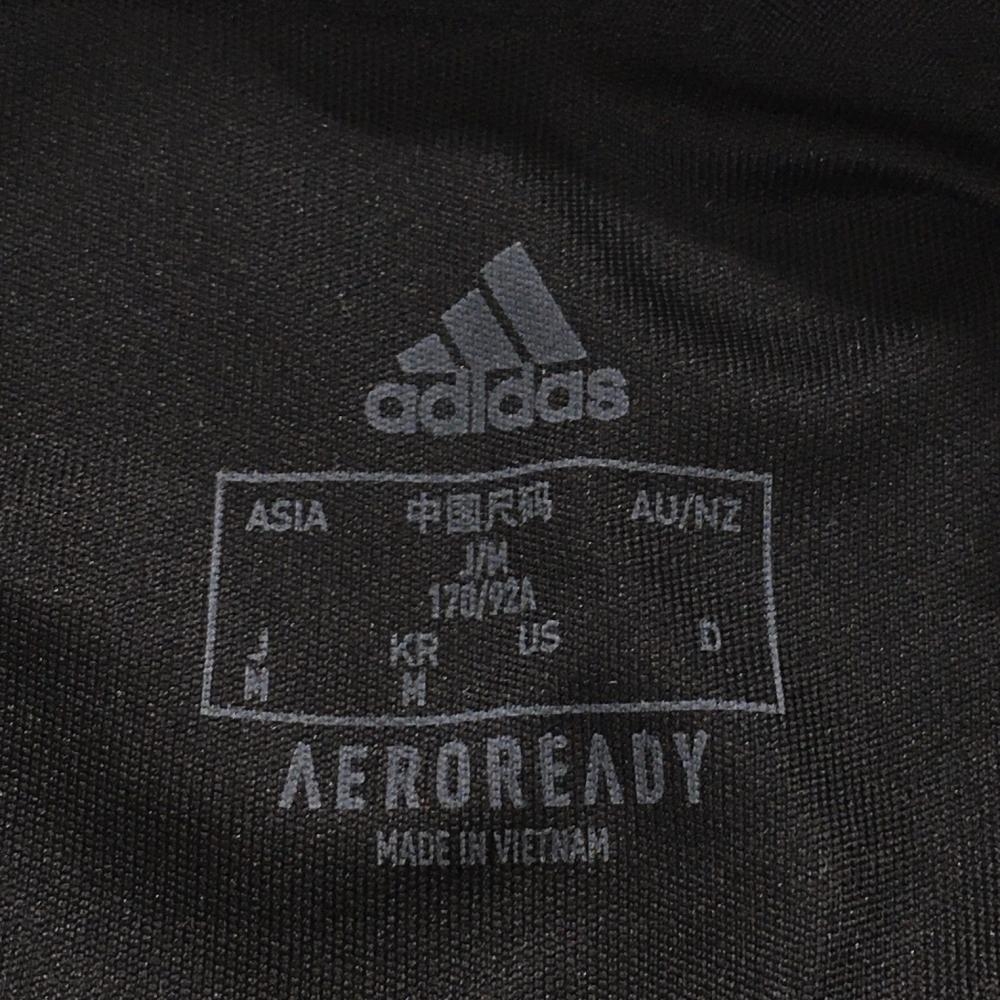 adidas
ASIA 中国尺码 AU/NZ
J/M
170/92A
J KR US D
M M
AEROREADY
MADE IN VIETNAM